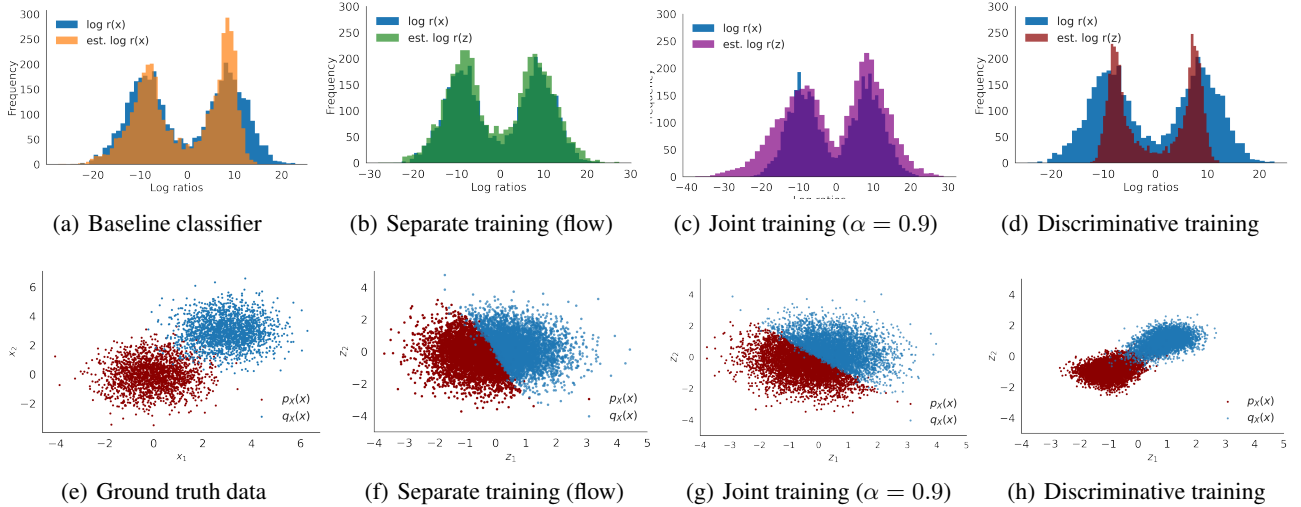 log r(x)
est. log r(x)
Frequency
300
250
200
150
100
50
0
−20 −10 0 10 20
Log ratios
(a) Baseline classifier
log r(x)
est. log r(z)
Frequency
300
250
200
150
100
50
0
−30 −20 −10 0 10 20 30
Log ratios
(b) Separate training (flow)
log r(x)
est. log r(z)
300
250
200
150
100
50
0
−40 −30 −20 −10 0 10 20 30
(c) Joint training (α = 0.9)
log r(x)
est. log r(z)
Frequency
300
250
200
150
100
50
0
−20 −10 0 10 20
Log ratios
(d) Discriminative training
x₂
6
4
2
0
−2
pX(x)
qX(x)
−4 −2 0 2 4 6
x₁
(e) Ground truth data
z₂
4
2
0
−2
−4
pX(x)
qX(x)
−4 −3 −2 −1 0 1 2 3 4 5
z₁
(f) Separate training (flow)
z₂
4
2
0
−2
−4
pX(x)
qX(x)
−4 −3 −2 −1 0 1 2 3 4 5
z₁
(g) Joint training (α = 0.9)
z₂
4
2
0
−2
−4
pX(x)
qX(x)
−4 −3 −2 −1 0 1 2 3 4 5
z₁
(h) Discriminative training